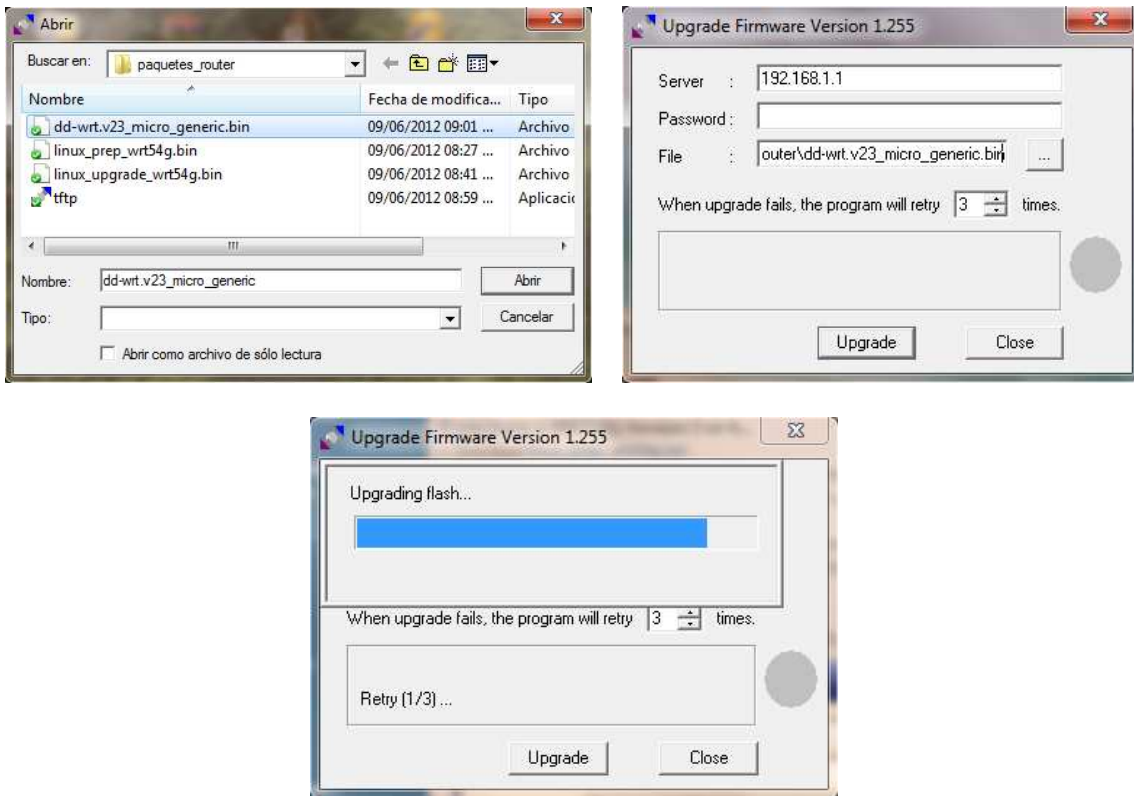 Abrir
Buscar en: paquetes_router
Nombre Fecha de modifica... Tipo
dd-wrt.v23_micro_generic.bin 09/06/2012 09:01 ... Archivo
linux_prep_wrt54g.bin 09/06/2012 08:27 ... Archivo
linux_upgrade_wrt54g.bin 09/06/2012 08:41 ... Archivo
tftp 09/06/2012 08:59 ... Aplicació
Nombre: dd-wrt.v23_micro_generic Abrir
Tipo: Cancelar
Abrir como archivo de sólo lectura
Upgrade Firmware Version 1.255
Server : 192.168.1.1
Password :
File : outer\dd-wrt.v23_micro_generic.bin ...
When upgrade fails, the program will retry 3 times.
Upgrade Close
Upgrade Firmware Version 1.255
Upgrading flash...
When upgrade fails, the program will retry 3 times.
Retry (1/3) ...
Upgrade Close